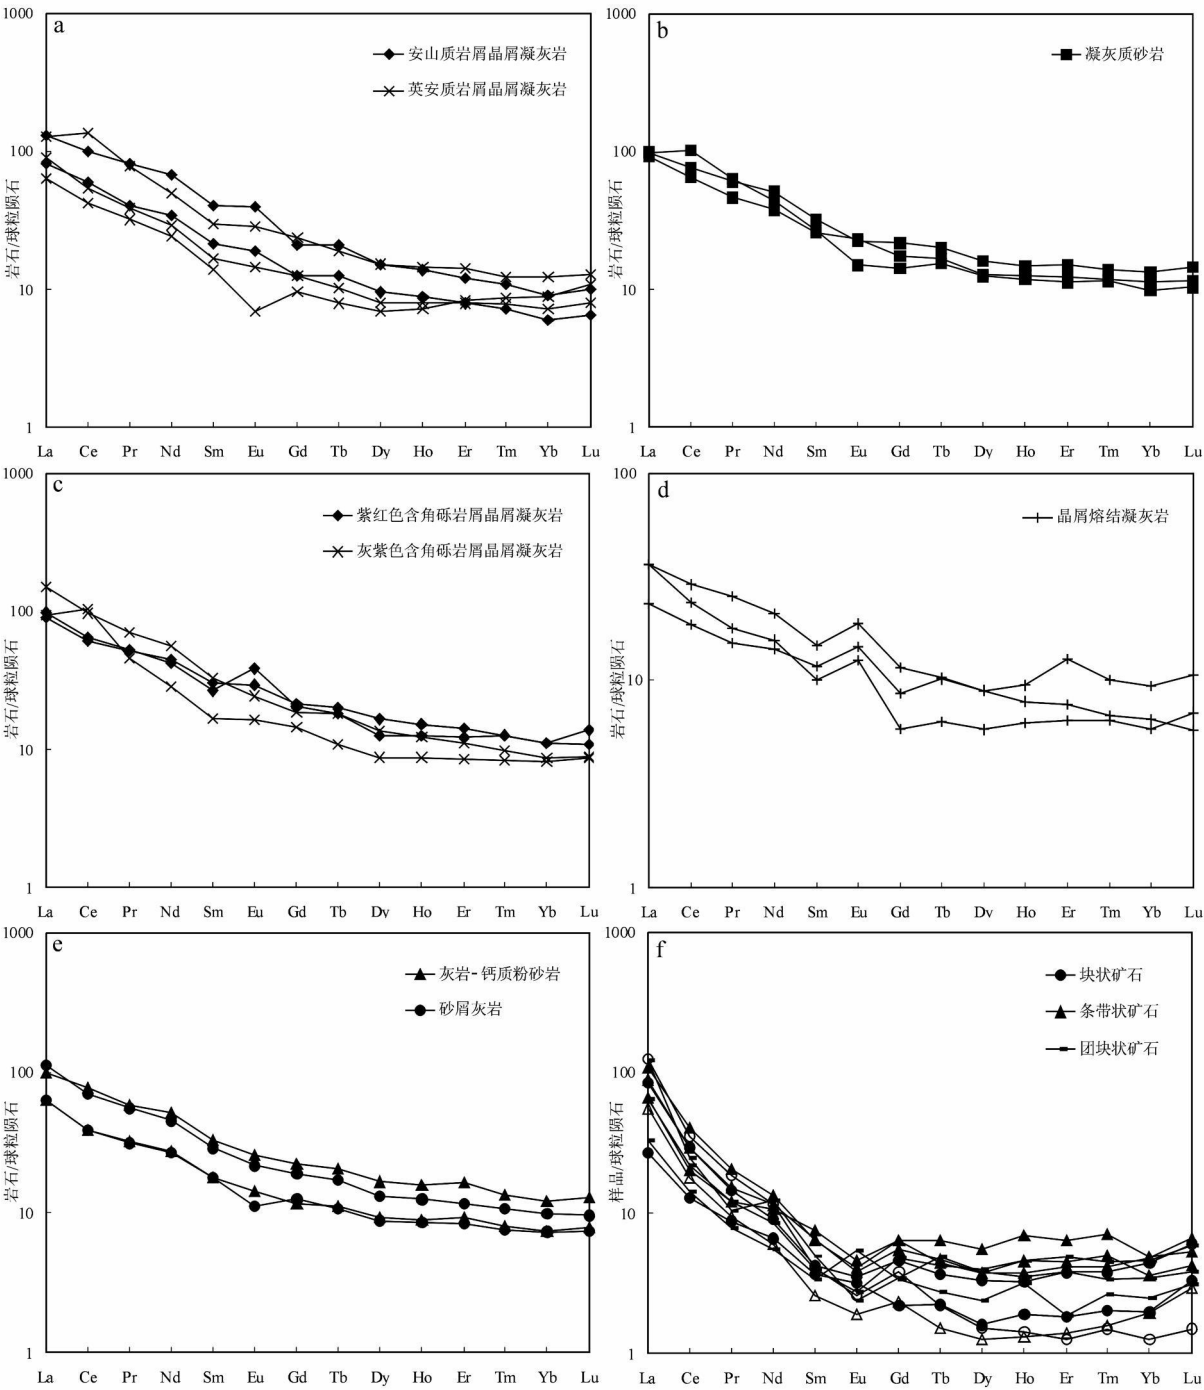 a
安山质岩屑晶屑凝灰岩
英安质岩屑晶屑凝灰岩
岩石/球粒陨石
1000
100
10
1
La Ce Pr Nd Sm Eu Gd Tb Dy Ho Er Tm Yb Lu
b
凝灰质砂岩
岩石/球粒陨石
1000
100
10
1
La Ce Pr Nd Sm Eu Gd Tb Dy Ho Er Tm Yb Lu
c
紫红色含角砾岩屑晶屑凝灰岩
灰紫色含角砾岩屑晶屑凝灰岩
岩石/球粒陨石
1000
100
10
1
La Ce Pr Nd Sm Eu Gd Tb Dy Ho Er Tm Yb Lu
d
晶屑熔结凝灰岩
岩石/球粒陨石
100
10
1
La Ce Pr Nd Sm Eu Gd Tb Dy Ho Er Tm Yb Lu
e
灰岩-钙质粉砂岩
砂屑灰岩
岩石/球粒陨石
1000
100
10
1
La Ce Pr Nd Sm Eu Gd Tb Dy Ho Er Tm Yb Lu
f
块状矿石
条带状矿石
团块状矿石
样品/球粒陨石
1000
100
10
1
La Ce Pr Nd Sm Eu Gd Tb Dy Ho Er Tm Yb Lu